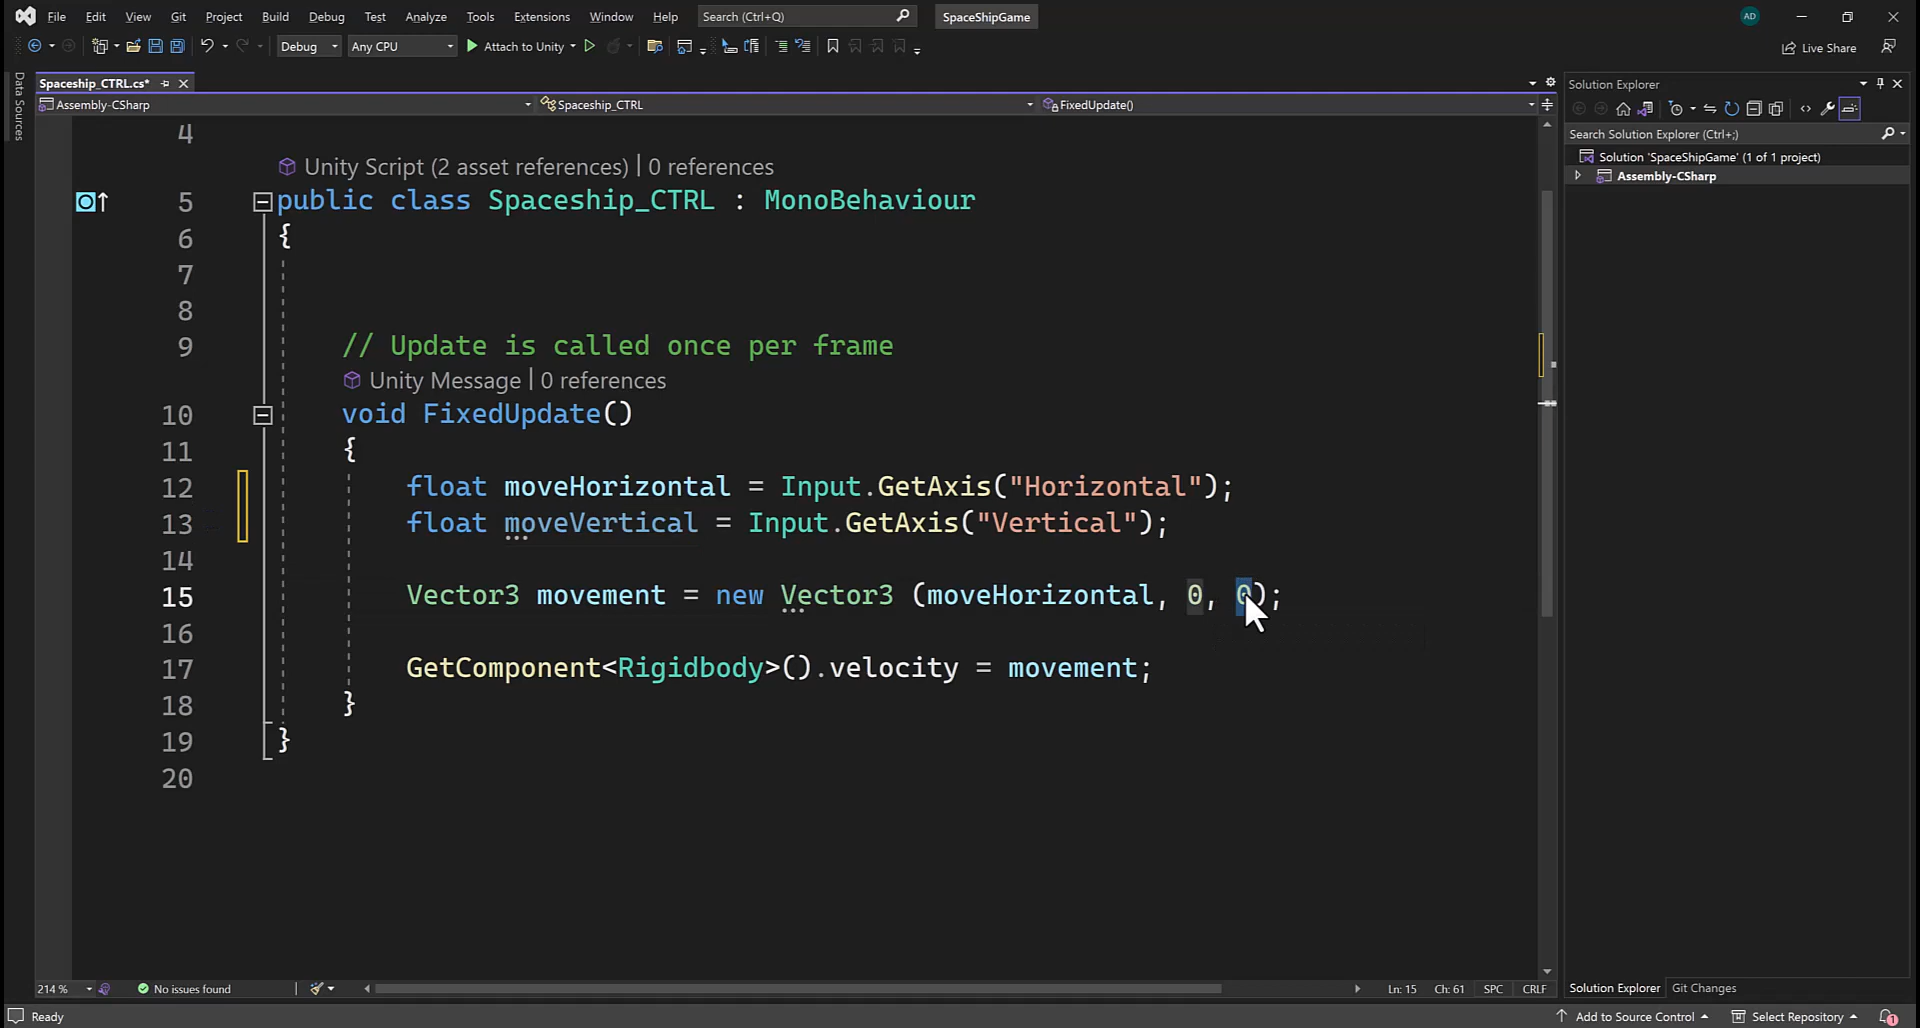 File Edit View Git Project Build Debug Test Analyze Tools Extensions Window Help Search (Ctrl+Q) SpaceShipGame AD
Debug Any CPU Attach to Unity Live Share
Data Sources
Spaceship_CTRL.cs*
Assembly-CSharp Spaceship_CTRL FixedUpdate()
4
Unity Script (2 asset references) | 0 references
5 public class Spaceship_CTRL : MonoBehaviour
6 {
7
8
9 // Update is called once per frame
Unity Message | 0 references
10 void FixedUpdate()
11 {
12 float moveHorizontal = Input.GetAxis("Horizontal");
13 float moveVertical = Input.GetAxis("Vertical");
14
15 Vector3 movement = new Vector3 (moveHorizontal, 0, 0);
16
17 GetComponent<Rigidbody>().velocity = movement;
18 }
19 }
20
214 % No issues found Ln: 15 Ch: 61 SPC CRLF
Solution Explorer
Search Solution Explorer (Ctrl+;)
Solution 'SpaceShipGame' (1 of 1 project)
Assembly-CSharp
Solution Explorer Git Changes
Ready Add to Source Control Select Repository 1